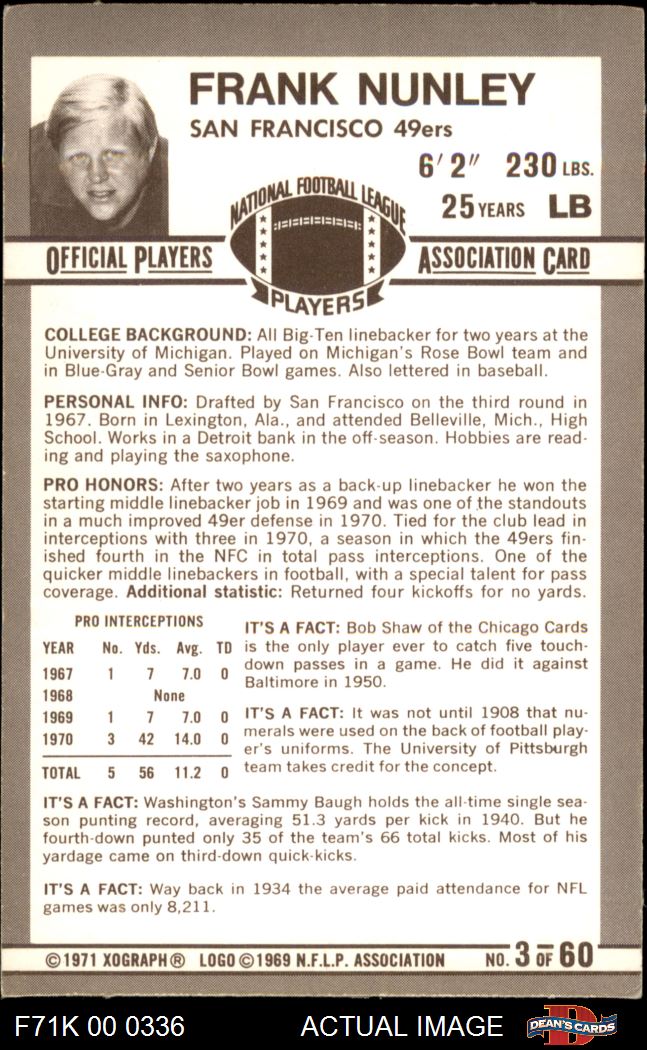 FRANK NUNLEY
SAN FRANCISCO 49ers
6' 2" 230 LBS.
25 YEARS LB
NATIONAL FOOTBALL LEAGUE
PLAYERS
OFFICIAL PLAYERS ASSOCIATION CARD
COLLEGE BACKGROUND: All Big-Ten linebacker for two years at the
University of Michigan. Played on Michigan's Rose Bowl team and
in Blue-Gray and Senior Bowl games. Also lettered in baseball.
PERSONAL INFO: Drafted by San Francisco on the third round in
1967. Born in Lexington, Ala., and attended Belleville, Mich., High
School. Works in a Detroit bank in the off-season. Hobbies are read-
ing and playing the saxophone.
PRO HONORS: After two years as a back-up linebacker he won the
starting middle linebacker job in 1969 and was one of the standouts
in a much improved 49er defense in 1970. Tied for the club lead in
interceptions with three in 1970, a season in which the 49ers fin-
ished fourth in the NFC in total pass interceptions. One of the
quicker middle linebackers in football, with a special talent for pass
coverage. Additional statistic: Returned four kickoffs for no yards.
PRO INTERCEPTIONS
YEAR No. Yds. Avg. TD
1967 1 7 7.0 0
1968 None
1969 1 7 7.0 0
1970 3 42 14.0 0
TOTAL 5 56 11.2 0
IT'S A FACT: Bob Shaw of the Chicago Cards
is the only player ever to catch five touch-
down passes in a game. He did it against
Baltimore in 1950.
IT'S A FACT: It was not until 1908 that nu-
merals were used on the back of football play-
er's uniforms. The University of Pittsburgh
team takes credit for the concept.
IT'S A FACT: Washington's Sammy Baugh holds the all-time single sea-
son punting record, averaging 51.3 yards per kick in 1940. But he
fourth-down punted only 35 of the team's 66 total kicks. Most of his
yardage came on third-down quick-kicks.
IT'S A FACT: Way back in 1934 the average paid attendance for NFL
games was only 8,211.
©1971 XOGRAPH® LOGO ©1969 N.F.L.P. ASSOCIATION NO. 3 OF 60
F71K 00 0336 ACTUAL IMAGE D DEAN'S CARDS